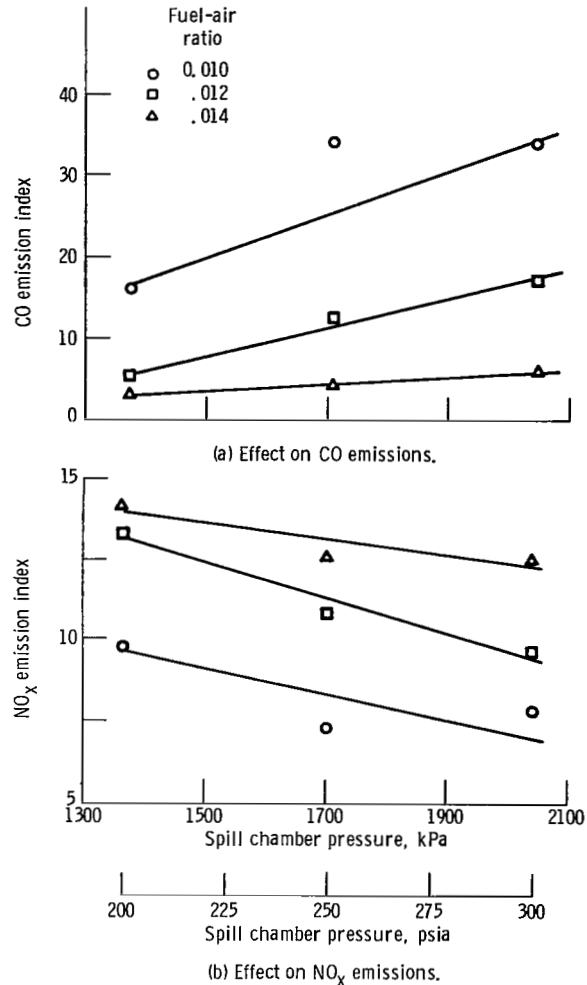 Fuel-air
ratio
0.010
.012
.014
40
30
20
10
0
CO emission index
(a) Effect on CO emissions.
15
10
5
NOX emission index
1300 1500 1700 1900 2100
Spill chamber pressure, kPa
200 225 250 275 300
Spill chamber pressure, psia
(b) Effect on NOX emissions.